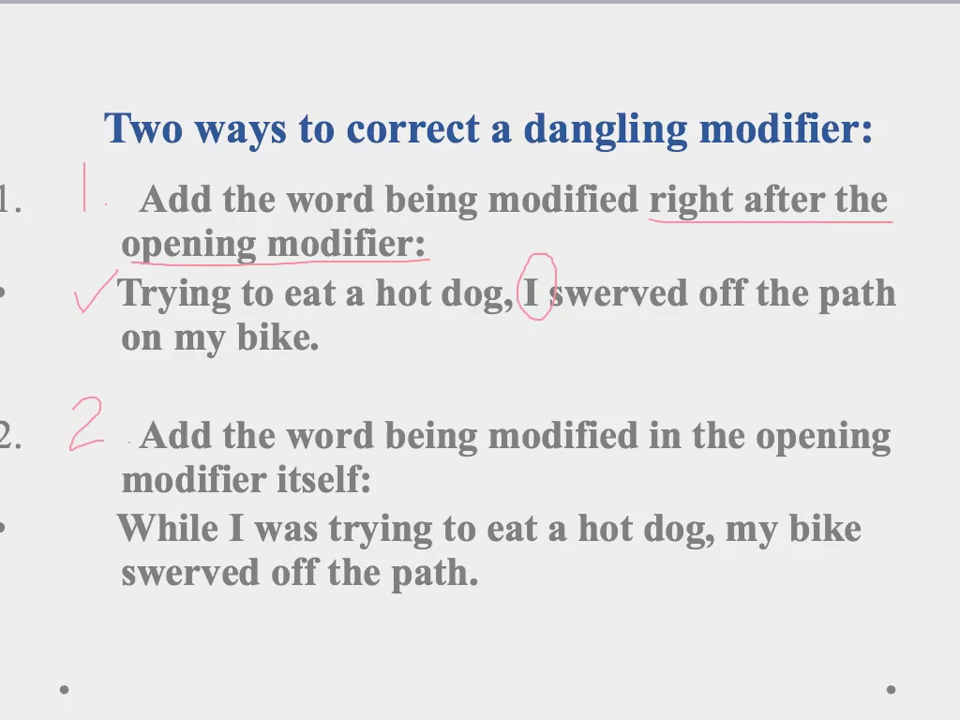 Two ways to correct a dangling modifier:
1. 1 Add the word being modified right after the
opening modifier:
• Trying to eat a hot dog, I swerved off the path
on my bike.
2. 2 Add the word being modified in the opening
modifier itself:
• While I was trying to eat a hot dog, my bike
swerved off the path.